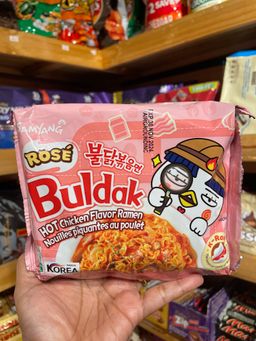 SAMYANG
ROSÉ
불닭볶음면
Buldak
HOT Chicken Flavor Ramen
Nouilles piquantes au poulet
KOREA